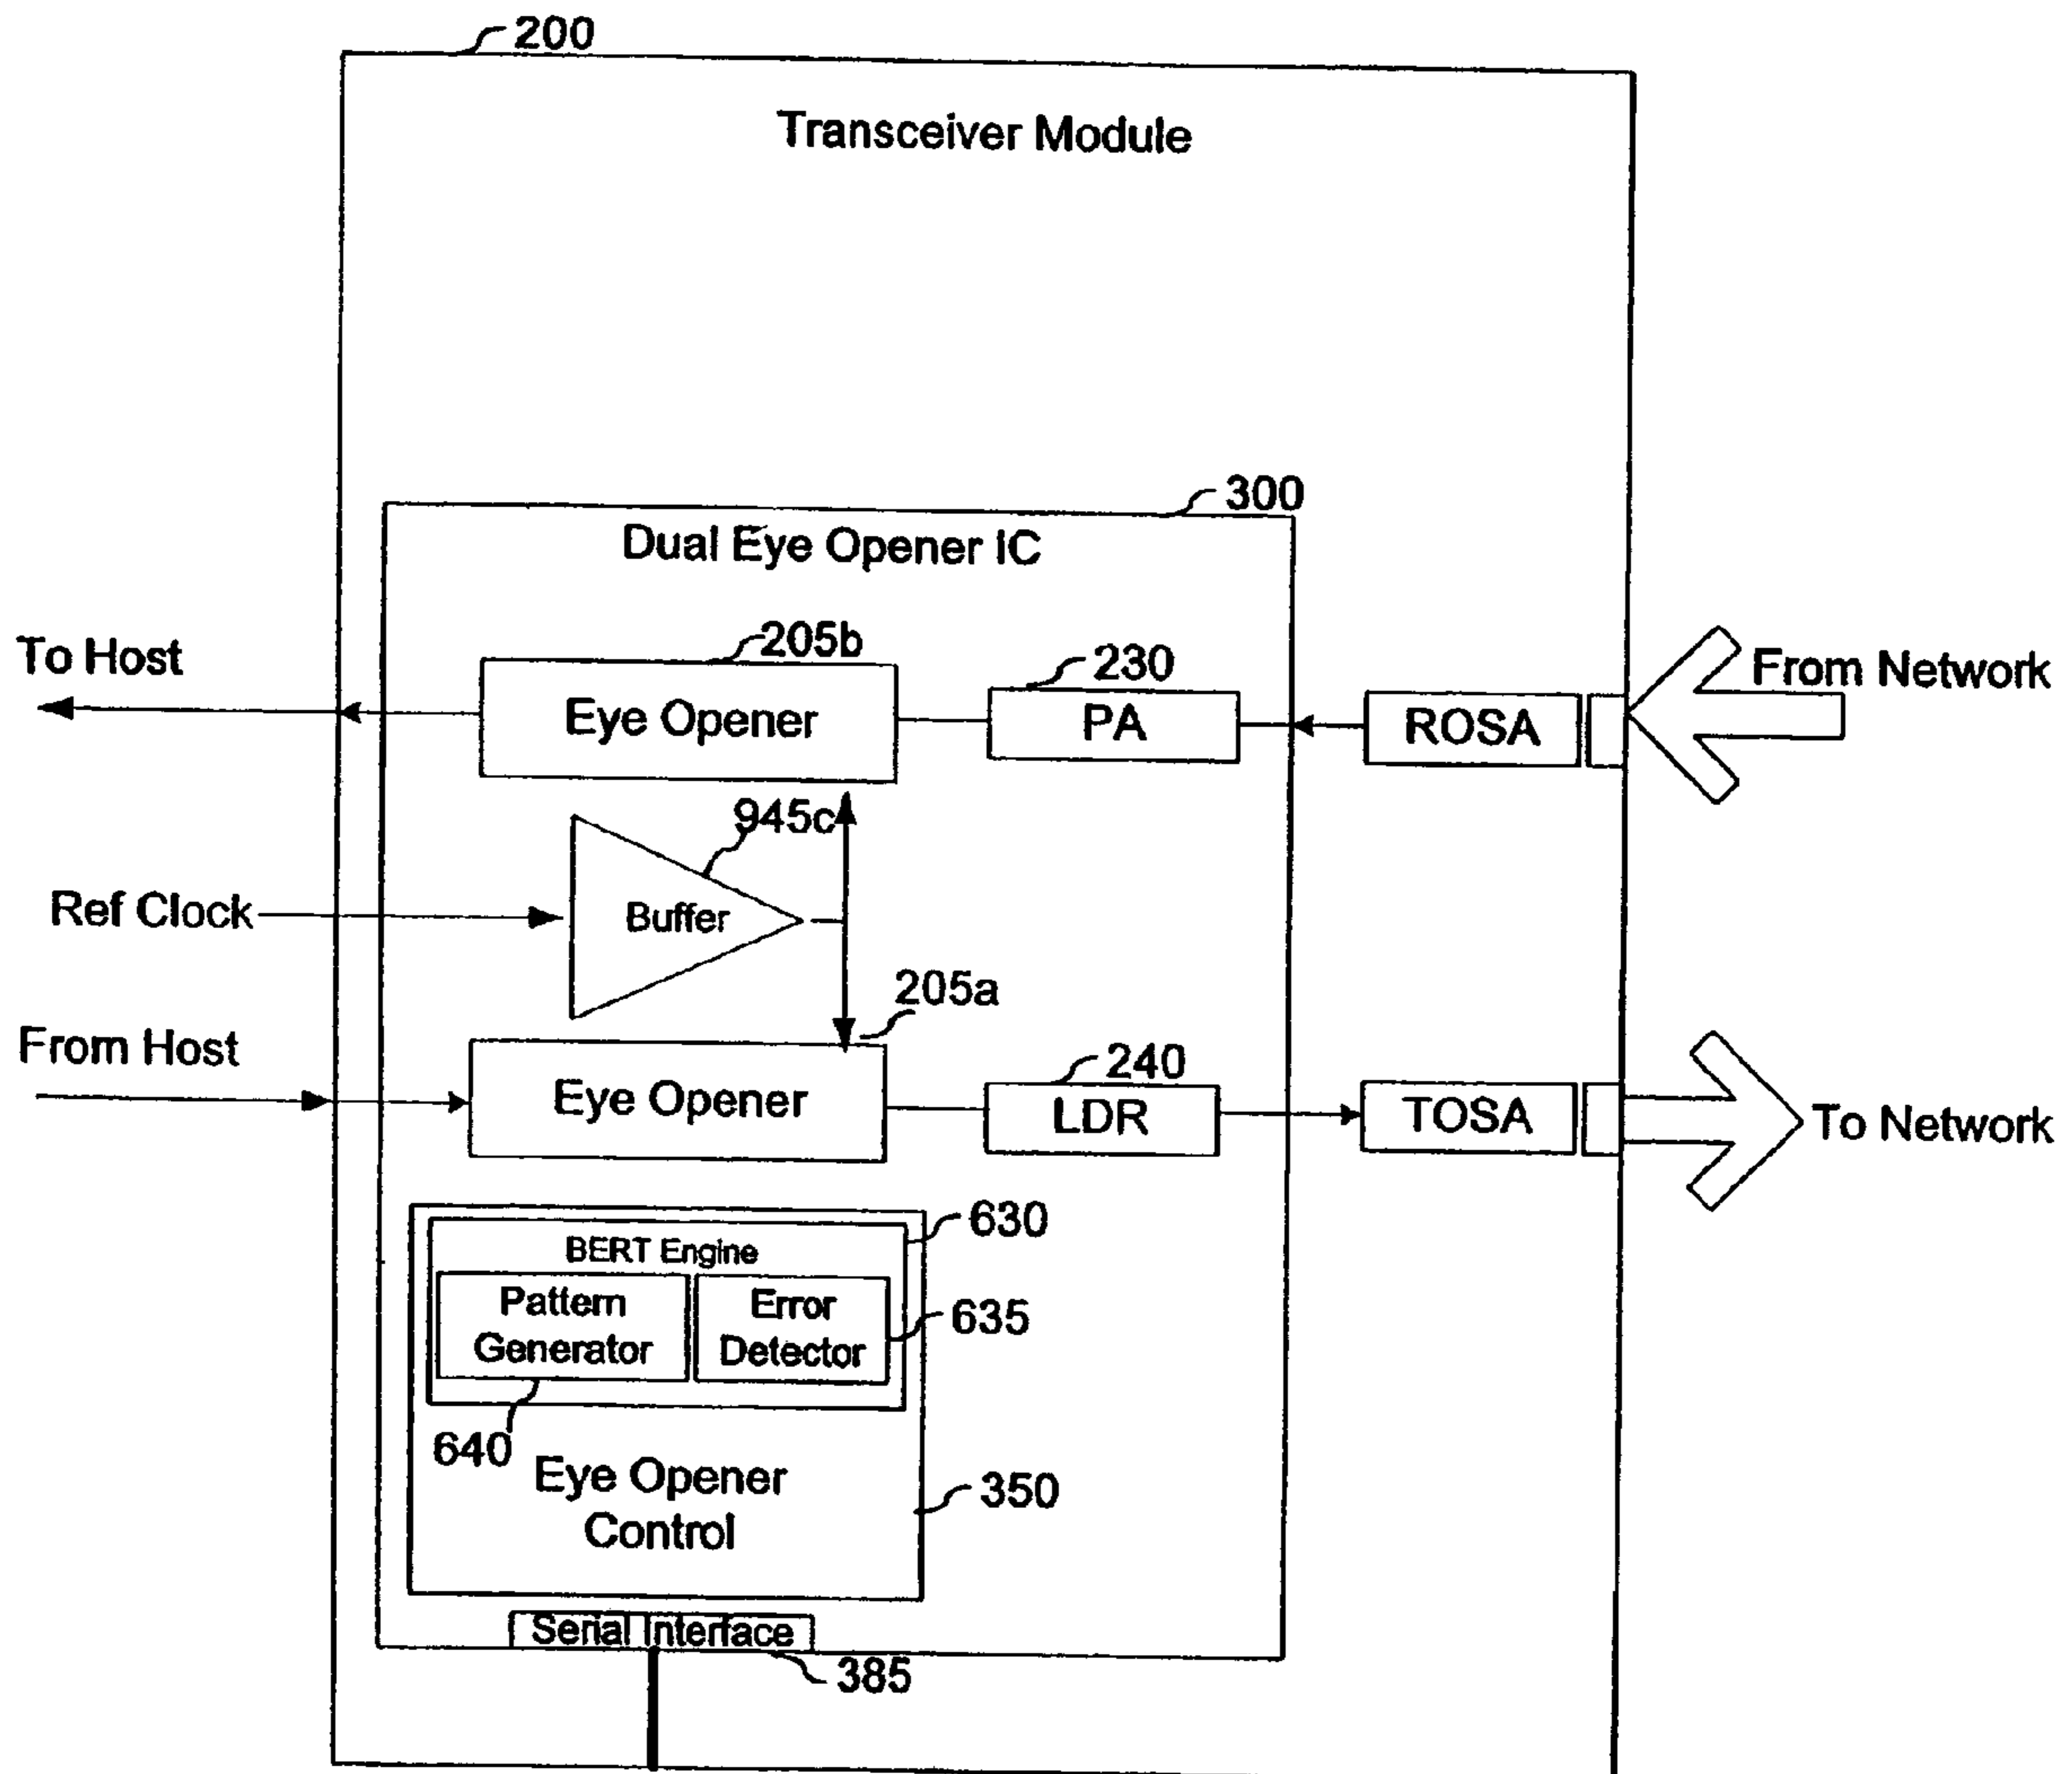 200
Transceiver Module
300
Dual Eye Opener IC
To Host
205b
Eye Opener
230
PA
ROSA
From Network
945c
Ref Clock
Buffer
205a
From Host
Eye Opener
240
LDR
TOSA
To Network
630
BERT Engine
Pattern
Generator
Error
Detector
635
640
Eye Opener
Control
350
Serial Interface
385